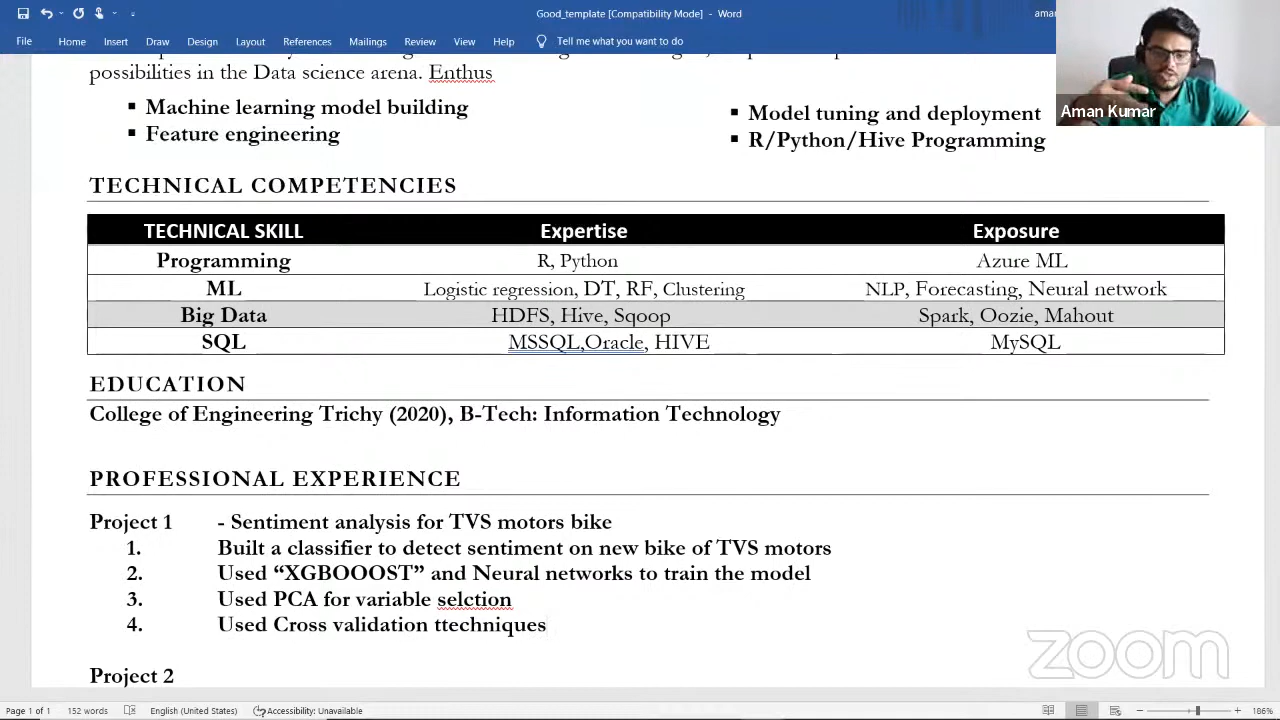 Good_template [Compatibility Mode] - Word
aman
File Home Insert Draw Design Layout References Mailings Review View Help Tell me what you want to do
possibilities in the Data science arena. Enthus
▪ Machine learning model building
▪ Feature engineering
▪ Model tuning and deployment
▪ R/Python/Hive Programming
Aman Kumar
TECHNICAL COMPETENCIES
TECHNICAL SKILL Expertise Exposure
Programming R, Python Azure ML
ML Logistic regression, DT, RF, Clustering NLP, Forecasting, Neural network
Big Data HDFS, Hive, Sqoop Spark, Oozie, Mahout
SQL MSSQL,Oracle, HIVE MySQL
EDUCATION
College of Engineering Trichy (2020), B-Tech: Information Technology
PROFESSIONAL EXPERIENCE
Project 1 - Sentiment analysis for TVS motors bike
1. Built a classifier to detect sentiment on new bike of TVS motors
2. Used “XGBOOOST” and Neural networks to train the model
3. Used PCA for variable selction
4. Used Cross validation ttechniques
Project 2
zoom
Page 1 of 1 152 words English (United States) Accessibility: Unavailable 186%